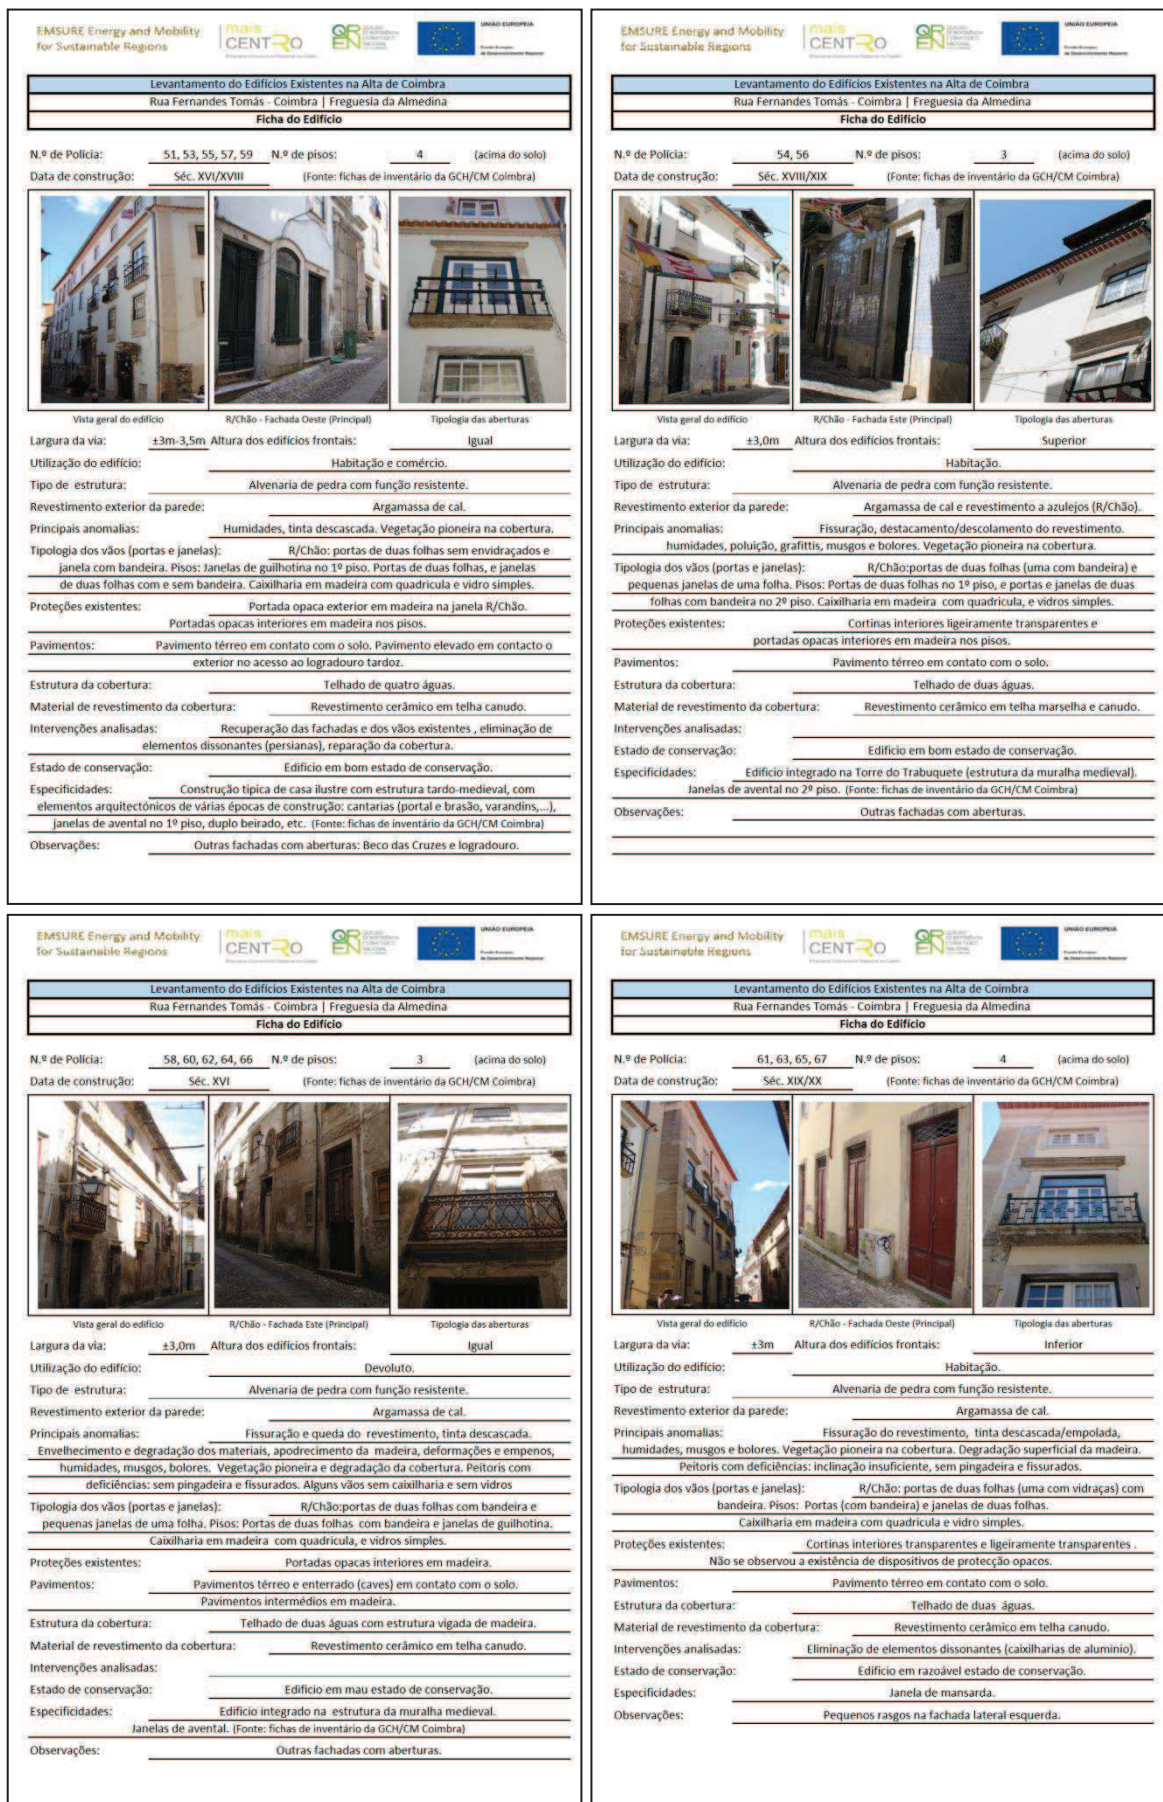 EMSURE Energy and Mobility
for Sustainable Regions
mais
CENTRO
QREN
UNIÃO EUROPEIA
Levantamento do Edifícios Existentes na Alta de Coimbra
Rua Fernandes Tomás - Coimbra | Freguesia da Almedina
Ficha do Edifício
N.º de Polícia: 51, 53, 55, 57, 59 N.º de pisos: 4 (acima do solo)
Data de construção: Séc. XVI/XVIII (Fonte: fichas de inventário da GCH/CM Coimbra)
Vista geral do edifício R/Chão - Fachada Oeste (Principal) Tipologia das aberturas
Largura da via: ±3m-3,5m Altura dos edifícios frontais: Igual
Utilização do edifício: Habitação e comércio.
Tipo de estrutura: Alvenaria de pedra com função resistente.
Revestimento exterior da parede: Argamassa de cal.
Principais anomalias: Humidades, tinta descascada. Vegetação pioneira na cobertura.
Tipologia dos vãos (portas e janelas): R/Chão: portas de duas folhas sem envidraçados e
janela com bandeira. Pisos: Janelas de guilhotina no 1º piso. Portas de duas folhas, e janelas
de duas folhas com e sem bandeira. Caixilharia em madeira com quadricula e vidro simples.
Proteções existentes: Portada opaca exterior em madeira na janela R/Chão.
Portadas opacas interiores em madeira nos pisos.
Pavimentos: Pavimento térreo em contato com o solo. Pavimento elevado em contacto o
exterior no acesso ao logradouro tardoz.
Estrutura da cobertura: Telhado de quatro águas.
Material de revestimento da cobertura: Revestimento cerâmico em telha canudo.
Intervenções analisadas: Recuperação das fachadas e dos vãos existentes , eliminação de
elementos dissonantes (persianas), reparação da cobertura.
Estado de conservação: Edificio em bom estado de conservação.
Especificidades: Construção típica de casa ilustre com estrutura tardo-medieval, com
elementos arquitectónicos de várias épocas de construção: cantarias (portal e brasão, varandins,...),
janelas de avental no 1º piso, duplo beirado, etc. (Fonte: fichas de inventário da GCH/CM Coimbra)
Observações: Outras fachadas com aberturas: Beco das Cruzes e logradouro.
EMSURE Energy and Mobility
for Sustainable Regions
mais
CENTRO
QREN
UNIÃO EUROPEIA
Levantamento do Edifícios Existentes na Alta de Coimbra
Rua Fernandes Tomás - Coimbra | Freguesia da Almedina
Ficha do Edifício
N.º de Polícia: 54, 56 N.º de pisos: 3 (acima do solo)
Data de construção: Séc. XVIII/XIX (Fonte: fichas de inventário da GCH/CM Coimbra)
Vista geral do edifício R/Chão - Fachada Este (Principal) Tipologia das aberturas
Largura da via: ±3,0m Altura dos edifícios frontais: Superior
Utilização do edifício: Habitação.
Tipo de estrutura: Alvenaria de pedra com função resistente.
Revestimento exterior da parede: Argamassa de cal e revestimento a azulejos (R/Chão).
Principais anomalias: Fissuração, destacamento/descolamento do revestimento.
humidades, poluição, grafittis, musgos e bolores. Vegetação pioneira na cobertura.
Tipologia dos vãos (portas e janelas): R/Chão:portas de duas folhas (uma com bandeira) e
pequenas janelas de uma folha. Pisos: Portas de duas folhas no 1º piso, e portas e janelas de duas
folhas com bandeira no 2º piso. Caixilharia em madeira com quadricula, e vidros simples.
Proteções existentes: Cortinas interiores ligeiramente transparentes e
portadas opacas interiores em madeira nos pisos.
Pavimentos: Pavimento térreo em contato com o solo.
Estrutura da cobertura: Telhado de duas águas.
Material de revestimento da cobertura: Revestimento cerâmico em telha marselha e canudo.
Intervenções analisadas:
Estado de conservação: Edificio em bom estado de conservação.
Especificidades: Edificio integrado na Torre do Trabuquete (estrutura da muralha medieval).
Janelas de avental no 2º piso. (Fonte: fichas de inventário da GCH/CM Coimbra)
Observações: Outras fachadas com aberturas.
EMSURE Energy and Mobility
for Sustainable Regions
mais
CENTRO
QREN
UNIÃO EUROPEIA
Levantamento do Edifícios Existentes na Alta de Coimbra
Rua Fernandes Tomás - Coimbra | Freguesia da Almedina
Ficha do Edifício
N.º de Polícia: 58, 60, 62, 64, 66 N.º de pisos: 3 (acima do solo)
Data de construção: Séc. XVI (Fonte: fichas de inventário da GCH/CM Coimbra)
Vista geral do edifício R/Chão - Fachada Este (Principal) Tipologia das aberturas
Largura da via: ±3,0m Altura dos edifícios frontais: Igual
Utilização do edifício: Devoluto.
Tipo de estrutura: Alvenaria de pedra com função resistente.
Revestimento exterior da parede: Argamassa de cal.
Principais anomalias: Fissuração e queda do revestimento, tinta descascada.
Envelhecimento e degradação dos materiais, apodrecimento da madeira, deformações e empenos,
humidades, musgos, bolores. Vegetação pioneira e degradação da cobertura. Peitoris com
deficiências: sem pingadeira e fissurados. Alguns vãos sem caixilharia e sem vidros
Tipologia dos vãos (portas e janelas): R/Chão:portas de duas folhas com bandeira e
pequenas janelas de uma folha. Pisos: Portas de duas folhas com bandeira e janelas de guilhotina.
Caixilharia em madeira com quadricula, e vidros simples.
Proteções existentes: Portadas opacas interiores em madeira.
Pavimentos: Pavimentos térreo e enterrado (caves) em contato com o solo.
Pavimentos intermédios em madeira.
Estrutura da cobertura: Telhado de duas águas com estrutura vigada de madeira.
Material de revestimento da cobertura: Revestimento cerâmico em telha canudo.
Intervenções analisadas:
Estado de conservação: Edificio em mau estado de conservação.
Especificidades: Edificio integrado na estrutura da muralha medieval.
Janelas de avental. (Fonte: fichas de inventário da GCH/CM Coimbra)
Observações: Outras fachadas com aberturas.
EMSURE Energy and Mobility
for Sustainable Regions
mais
CENTRO
QREN
UNIÃO EUROPEIA
Levantamento do Edifícios Existentes na Alta de Coimbra
Rua Fernandes Tomás - Coimbra | Freguesia da Almedina
Ficha do Edifício
N.º de Polícia: 61, 63, 65, 67 N.º de pisos: 4 (acima do solo)
Data de construção: Séc. XIX/XX (Fonte: fichas de inventário da GCH/CM Coimbra)
Vista geral do edifício R/Chão - Fachada Oeste (Principal) Tipologia das aberturas
Largura da via: ±3m Altura dos edifícios frontais: Inferior
Utilização do edifício: Habitação.
Tipo de estrutura: Alvenaria de pedra com função resistente.
Revestimento exterior da parede: Argamassa de cal.
Principais anomalias: Fissuração do revestimento, tinta descascada/empolada,
humidades, musgos e bolores. Vegetação pioneira na cobertura. Degradação superficial da madeira.
Peitoris com deficiências: inclinação insuficiente, sem pingadeira e fissurados.
Tipologia dos vãos (portas e janelas): R/Chão: portas de duas folhas (uma com vidraças) com
bandeira. Pisos: Portas (com bandeira) e janelas de duas folhas.
Caixilharia em madeira com quadricula e vidro simples.
Proteções existentes: Cortinas interiores transparentes e ligeiramente transparentes .
Não se observou a existência de dispositivos de protecção opacos.
Pavimentos: Pavimento térreo em contato com o solo.
Estrutura da cobertura: Telhado de duas águas.
Material de revestimento da cobertura: Revestimento cerâmico em telha canudo.
Intervenções analisadas: Eliminação de elementos dissonantes (caixilharias de aluminio).
Estado de conservação: Edificio em razoável estado de conservação.
Especificidades: Janela de mansarda.
Observações: Pequenos rasgos na fachada lateral esquerda.